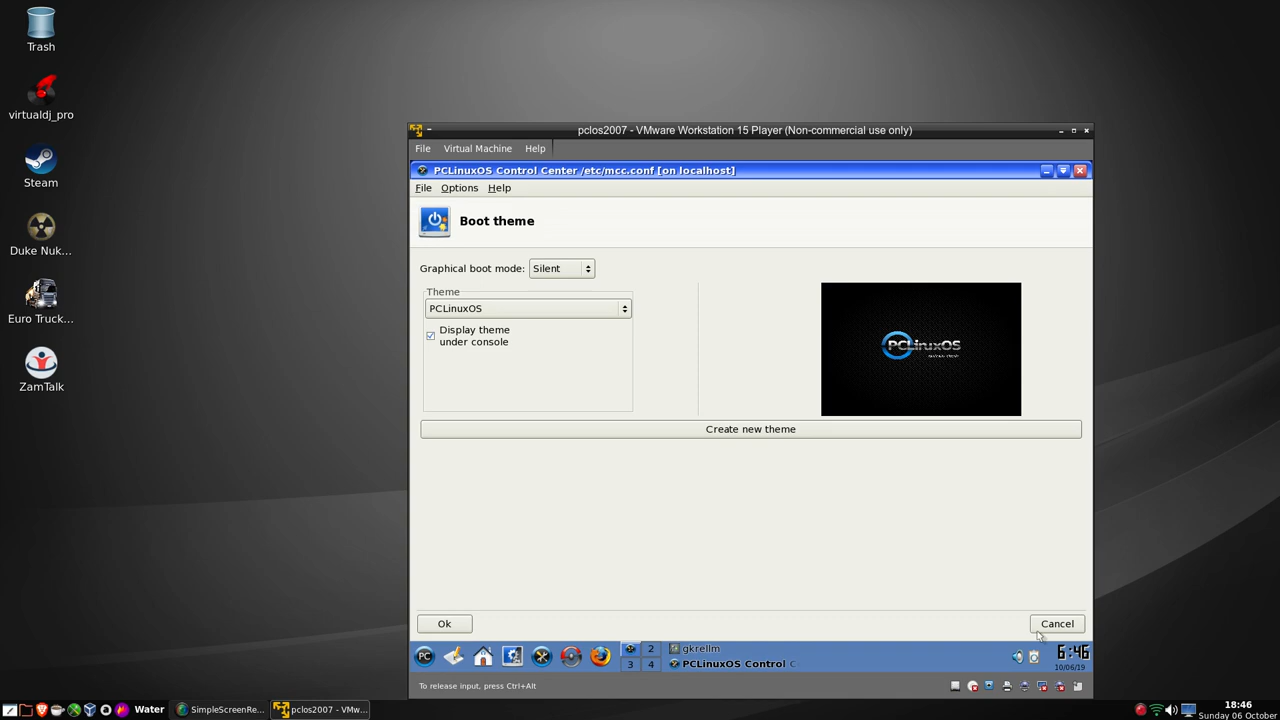 Trash
virtualdj_pro
Steam
Duke Nuk...
Euro Truck...
ZamTalk
pclos2007 - VMware Workstation 15 Player (Non-commercial use only)
File Virtual Machine Help
PCLinuxOS Control Center /etc/mcc.conf [on localhost]
File Options Help
Boot theme
Graphical boot mode: Silent
Theme
PCLinuxOS
Display theme
under console
PCLinuxOS
Create new theme
Ok
Cancel
PC
2
3 4
gkrellm
PCLinuxOS Control C
6:46
10/06/19
To release input, press Ctrl+Alt
Water
SimpleScreenRe...
pclos2007 - VMw...
18:46
Sunday 06 October